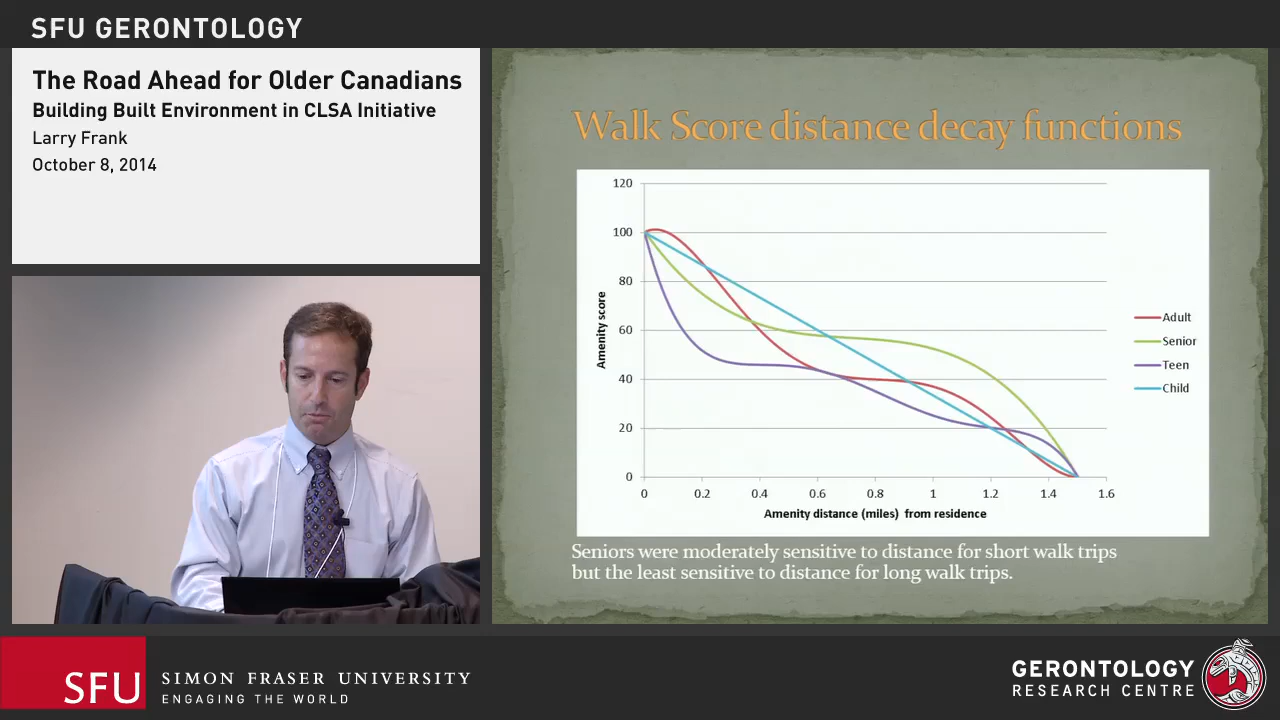 SFU GERONTOLOGY
The Road Ahead for Older Canadians
Building Built Environment in CLSA Initiative
Larry Frank
October 8, 2014
Walk Score distance decay functions
120
100
80
60
40
20
0
Amenity score
0 0.2 0.4 0.6 0.8 1 1.2 1.4 1.6
Amenity distance (miles) from residence
Adult
Senior
Teen
Child
Seniors were moderately sensitive to distance for short walk trips
but the least sensitive to distance for long walk trips.
SFU
SIMON FRASER UNIVERSITY
ENGAGING THE WORLD
GERONTOLOGY
RESEARCH CENTRE